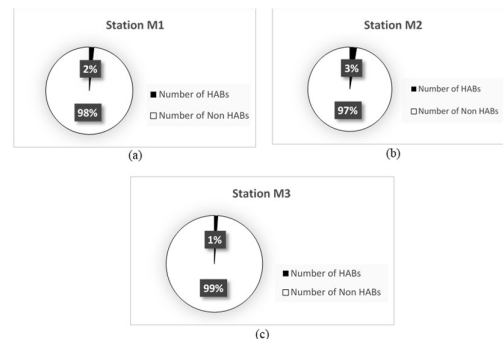 Station M1
2%
98%
Number of HABs
Number of Non HABs
(a)
Station M2
3%
97%
Number of HABs
Number of Non HABs
(b)
Station M3
1%
99%
Number of HABs
Number of Non HABs
(c)